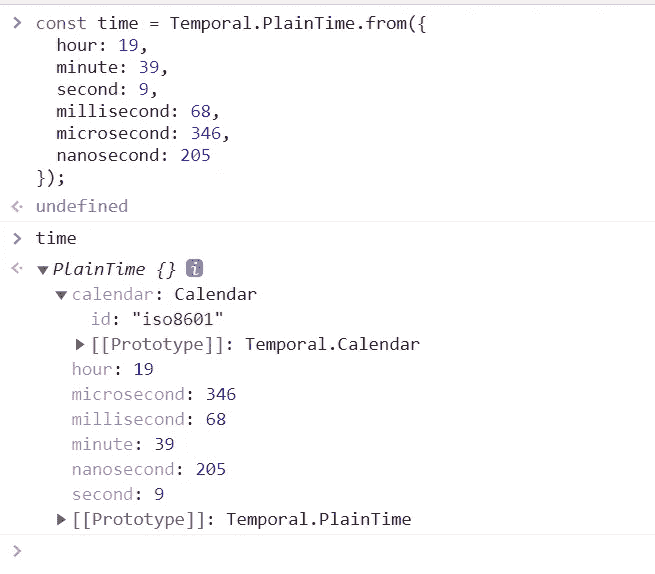 const time = Temporal.PlainTime.from({
hour: 19,
minute: 39,
second: 9,
millisecond: 68,
microsecond: 346,
nanosecond: 205
});
undefined
time
PlainTime {} i
calendar: Calendar
id: "iso8601"
[[Prototype]]: Temporal.Calendar
hour: 19
microsecond: 346
millisecond: 68
minute: 39
nanosecond: 205
second: 9
[[Prototype]]: Temporal.PlainTime